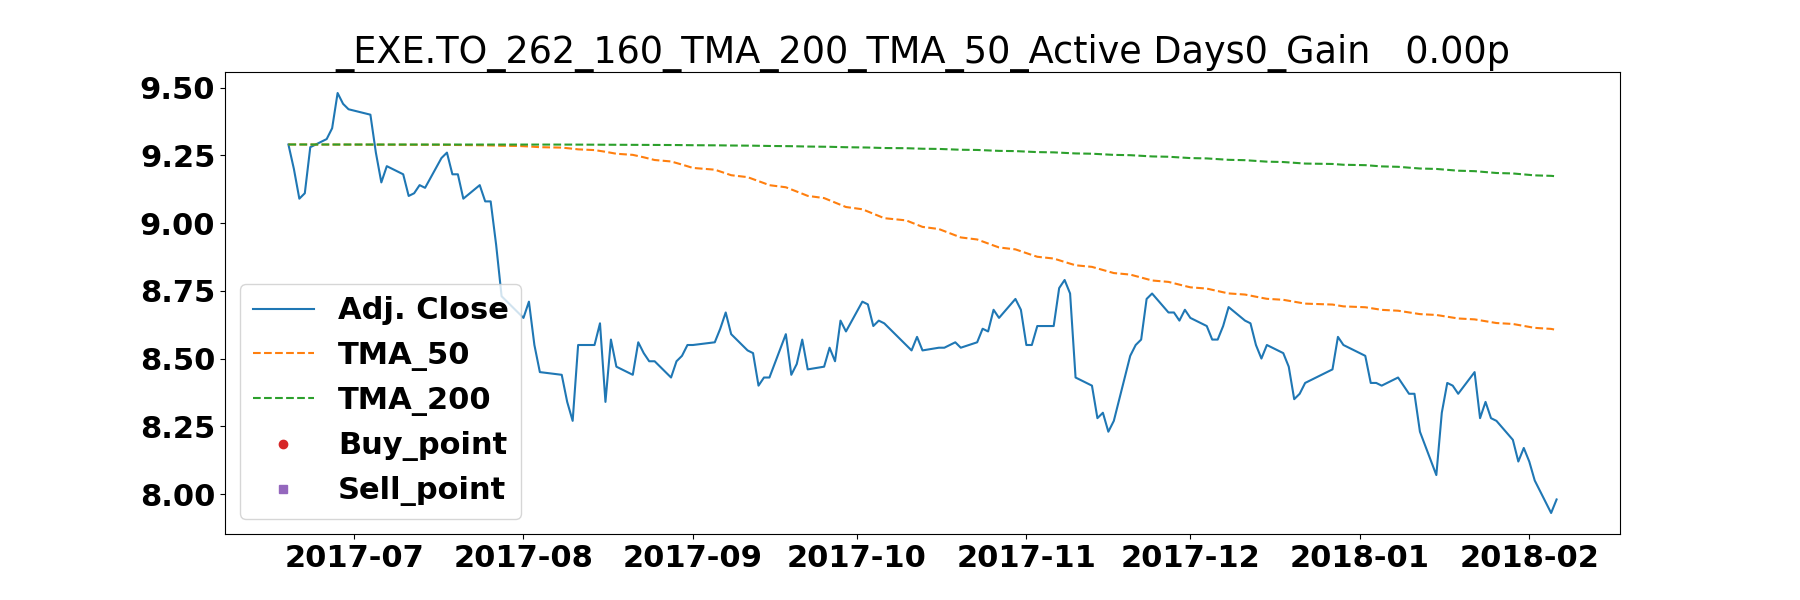 _EXE.TO_262_160_TMA_200_TMA_50_Active Days0_Gain   0.00p
9.50
9.25
9.00
8.75
8.50
8.25
8.00
Adj. Close
TMA_50
TMA_200
Buy_point
Sell_point
2017-07 2017-08 2017-09 2017-10 2017-11 2017-12 2018-01 2018-02